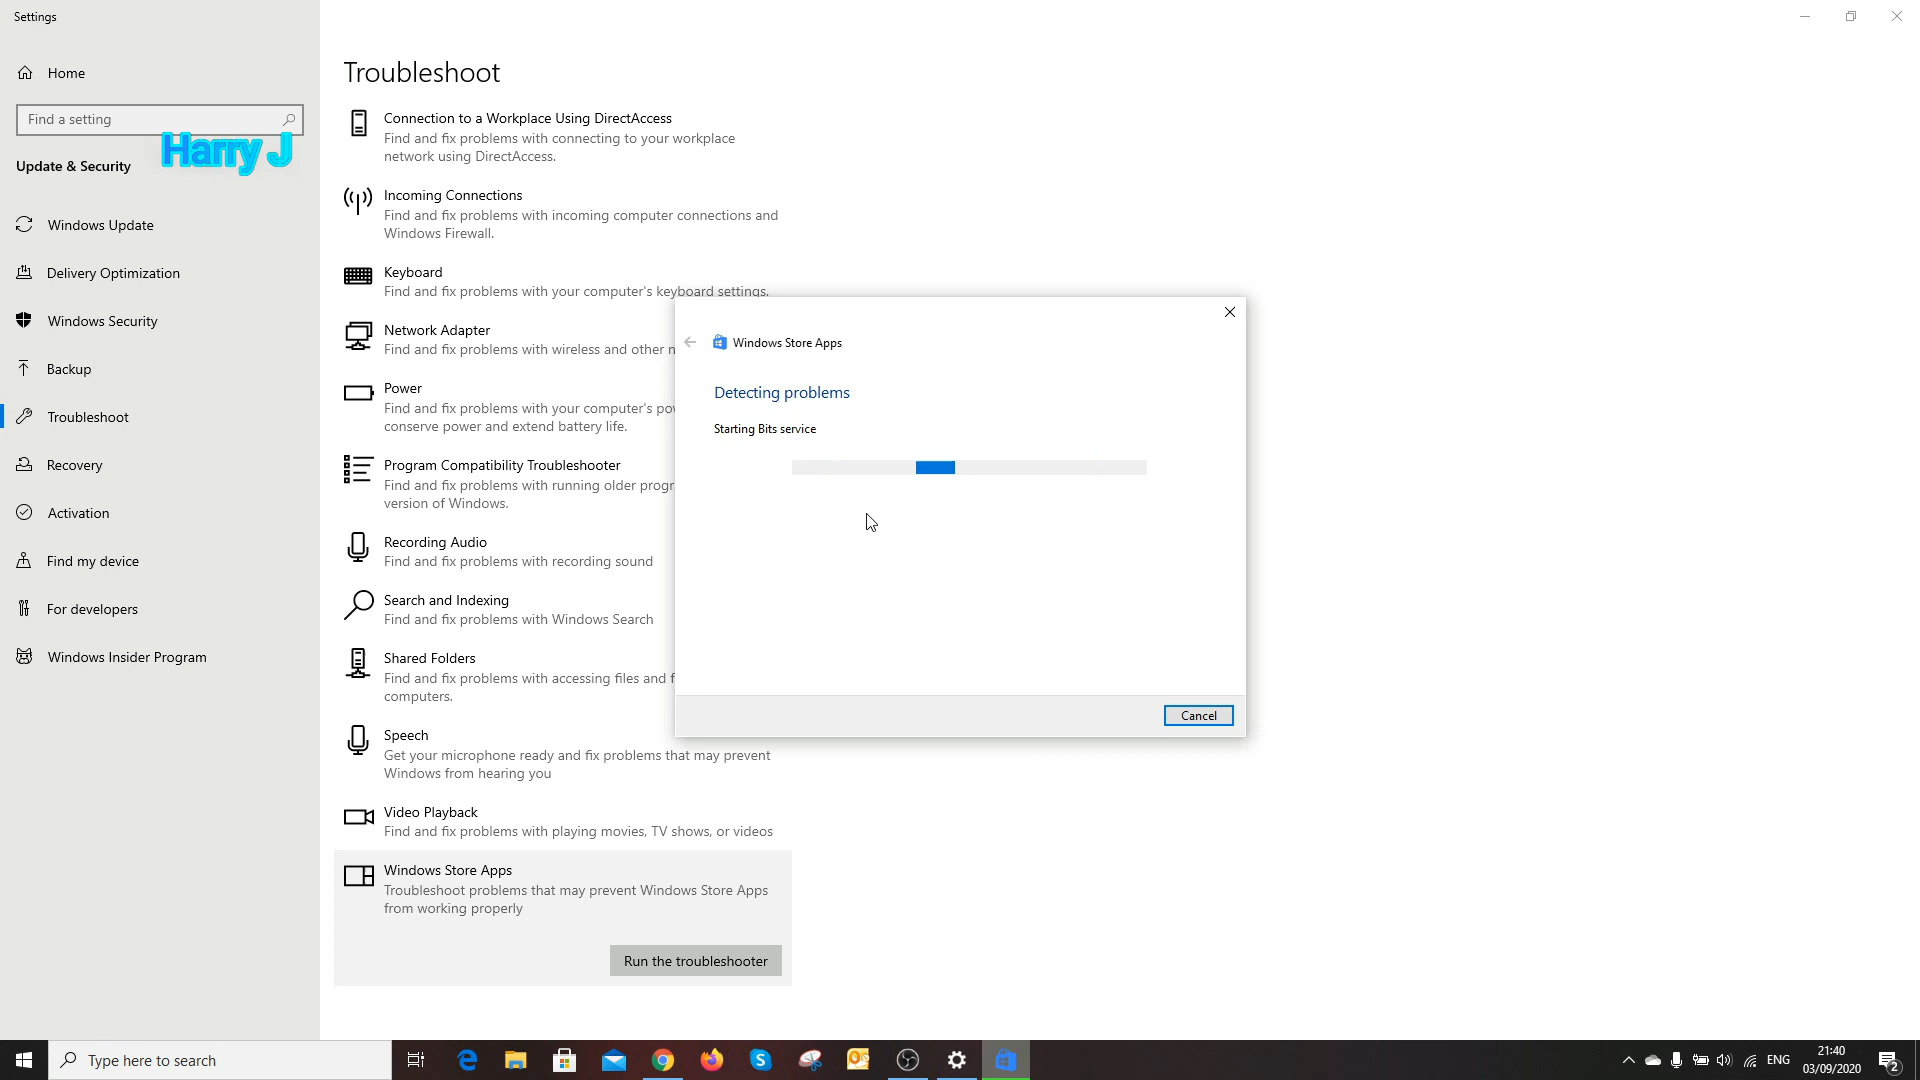 Settings
Home
Find a setting
Harry J
Update & Security
Windows Update
Delivery Optimization
Windows Security
Backup
Troubleshoot
Recovery
Activation
Find my device
For developers
Windows Insider Program
Troubleshoot
Connection to a Workplace Using DirectAccess
Find and fix problems with connecting to your workplace
network using DirectAccess.
Incoming Connections
Find and fix problems with incoming computer connections and
Windows Firewall.
Keyboard
Find and fix problems with your computer's keyboard settings.
Network Adapter
Find and fix problems with wireless and other n
Power
Find and fix problems with your computer's po
conserve power and extend battery life.
Program Compatibility Troubleshooter
Find and fix problems with running older progr
version of Windows.
Recording Audio
Find and fix problems with recording sound
Search and Indexing
Find and fix problems with Windows Search
Shared Folders
Find and fix problems with accessing files and f
computers.
Speech
Get your microphone ready and fix problems that may prevent
Windows from hearing you
Video Playback
Find and fix problems with playing movies, TV shows, or videos
Windows Store Apps
Troubleshoot problems that may prevent Windows Store Apps
from working properly
Run the troubleshooter
Windows Store Apps
Detecting problems
Starting Bits service
Cancel
Type here to search
ENG
21:40
03/09/2020
2